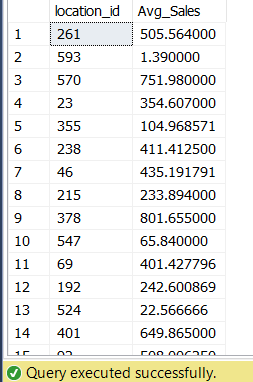 location_id Avg_Sales
1 261 505.564000
2 593 1.390000
3 570 751.980000
4 23 354.607000
5 355 104.968571
6 238 411.412500
7 46 435.191791
8 215 233.894000
9 378 801.655000
10 547 65.840000
11 69 401.427796
12 192 242.600869
13 524 22.566666
14 401 649.865000
Query executed successfully.